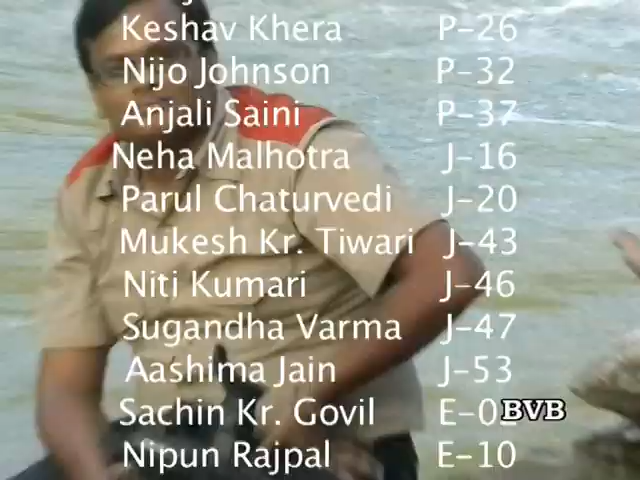 Keshav Khera P-26
Nijo Johnson P-32
Anjali Saini P-37
Neha Malhotra J-16
Parul Chaturvedi J-20
Mukesh Kr. Tiwari J-43
Niti Kumari J-46
Sugandha Varma J-47
Aashima Jain J-53
Sachin Kr. Govil
BVB
Nipun Rajpal E-10